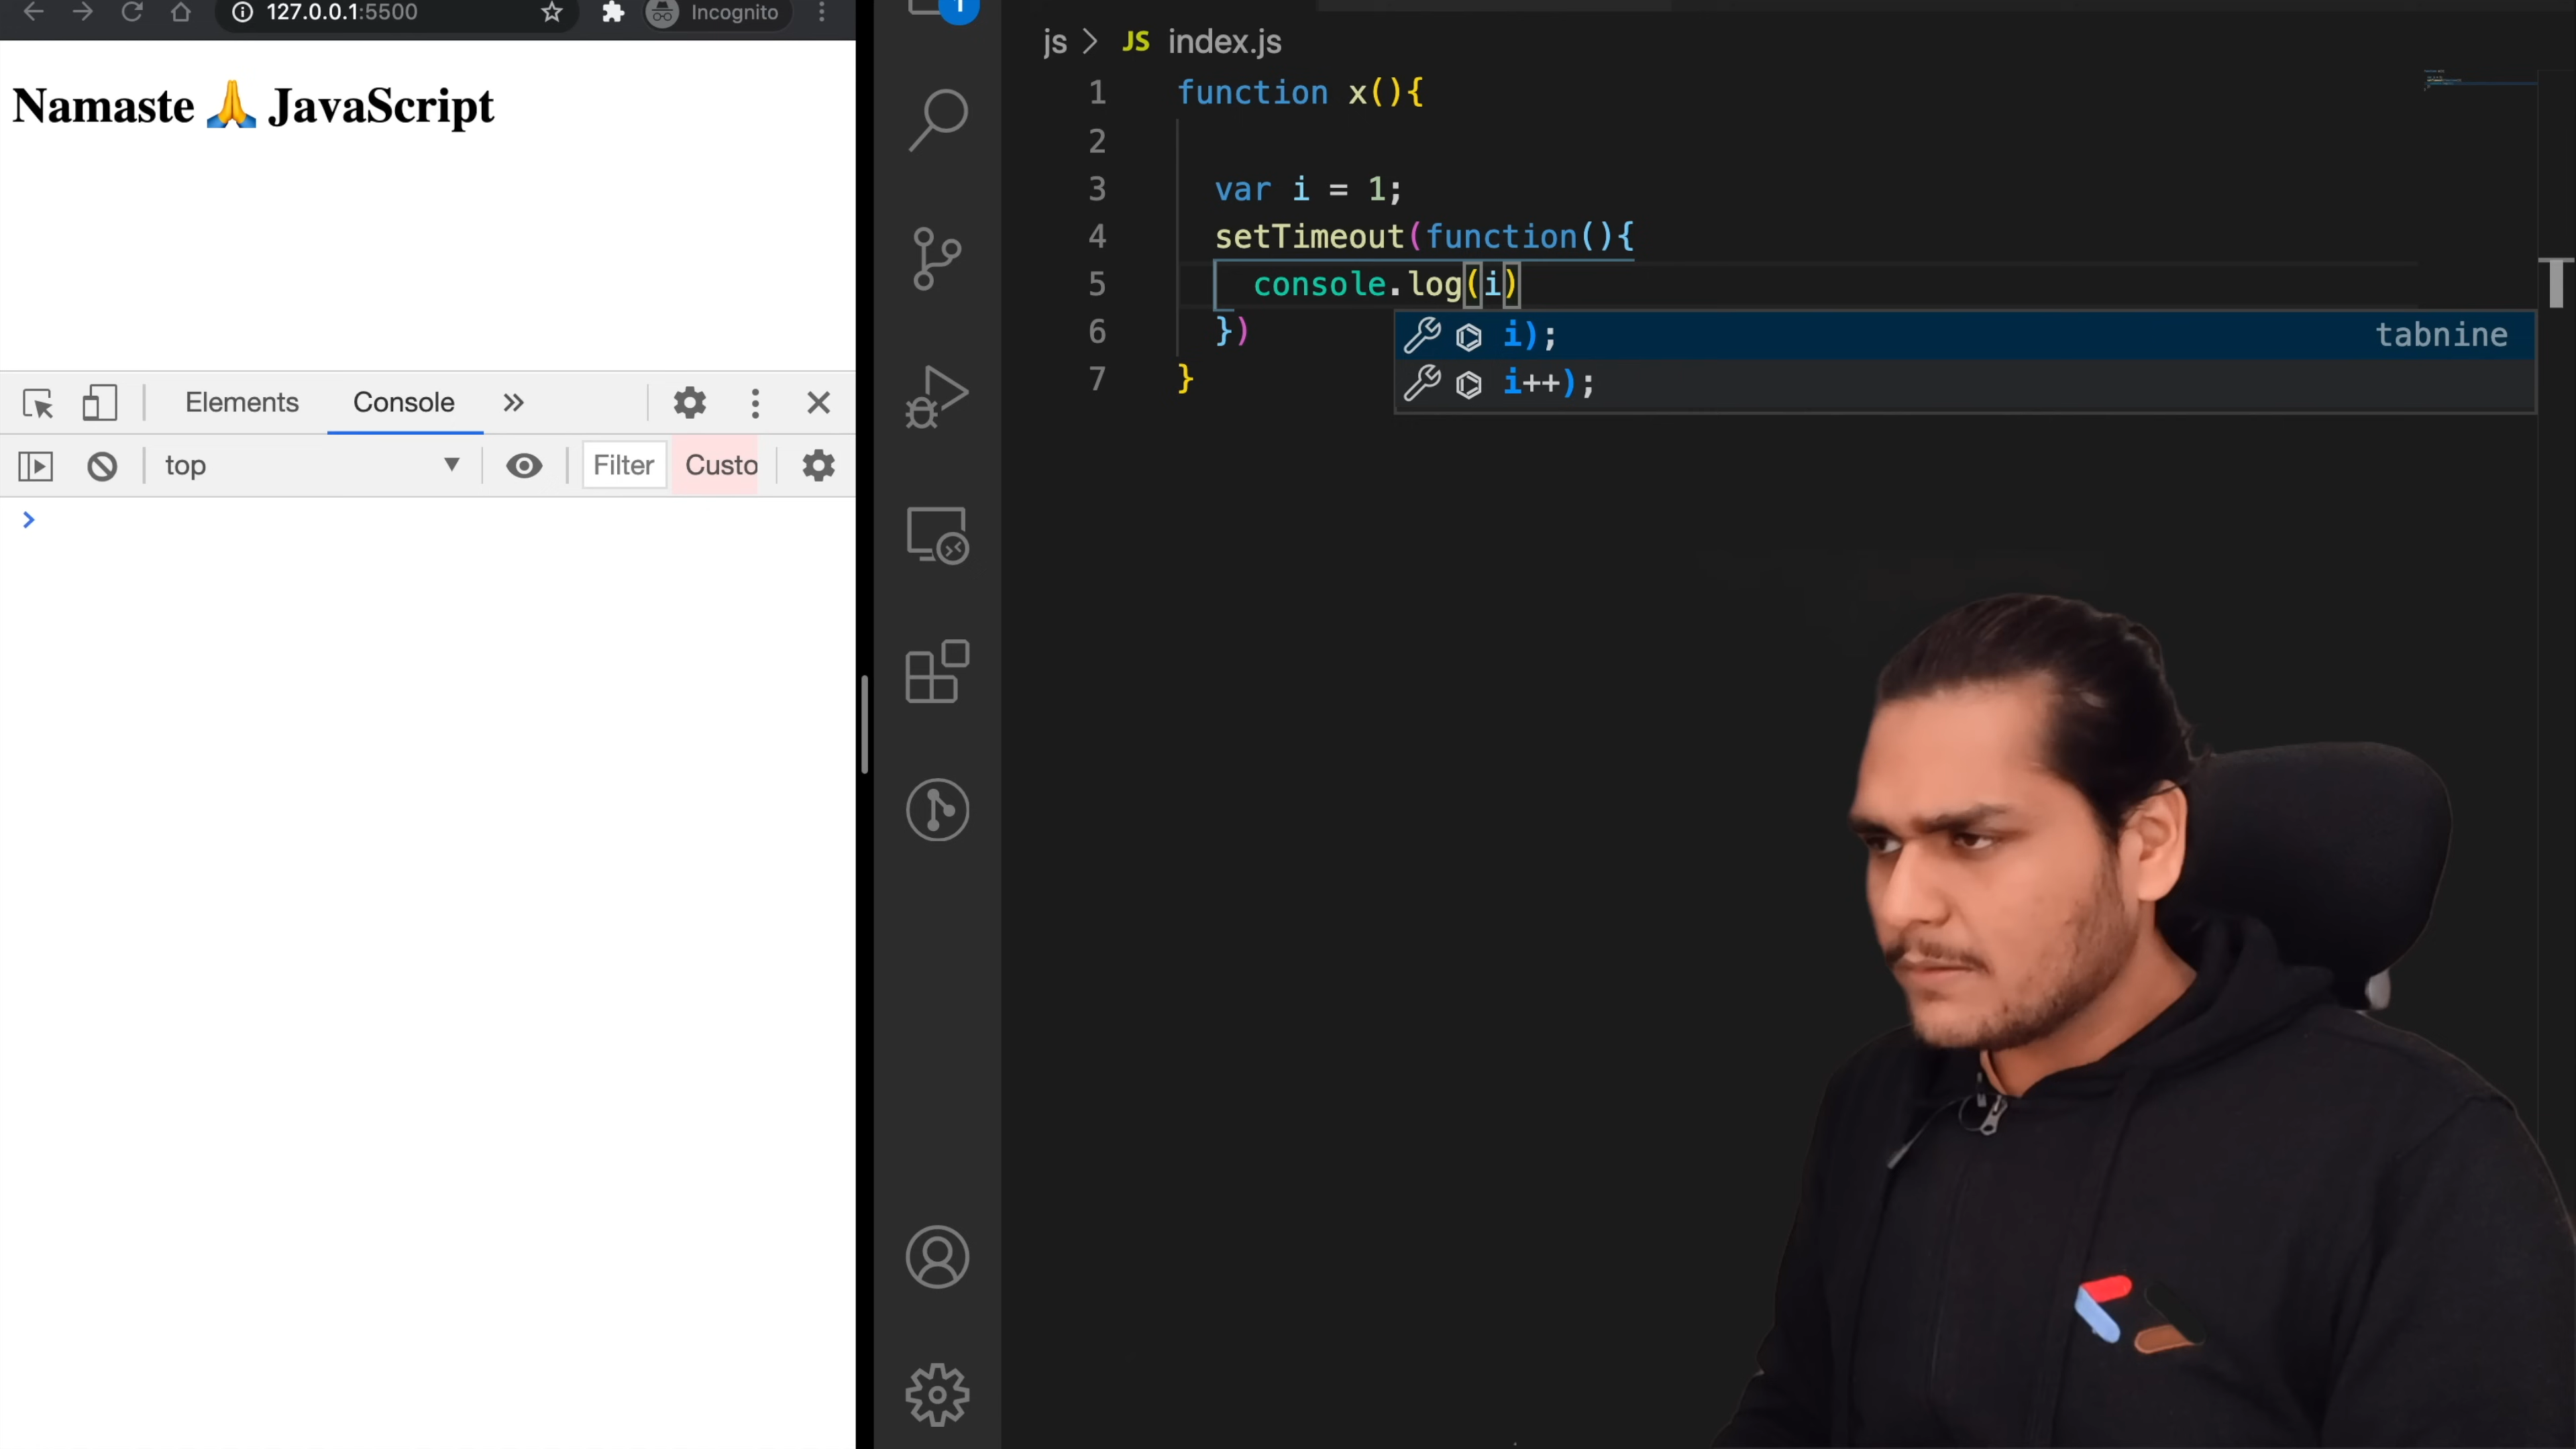 127.0.0.1:5500
Incognito
Namaste 🙏 JavaScript
Elements
Console
top
Filter
Custo
1
js > JS index.js
1 function x(){
2
3 var i = 1;
4 setTimeout(function(){
5 console.log(i)
6 })
7 }
i);
tabnine
i++);